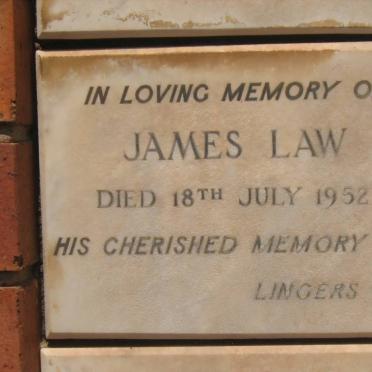 IN LOVING MEMORY O
JAMES LAW
DIED 18TH JULY 1952
HIS CHERISHED MEMORY
LINGERS